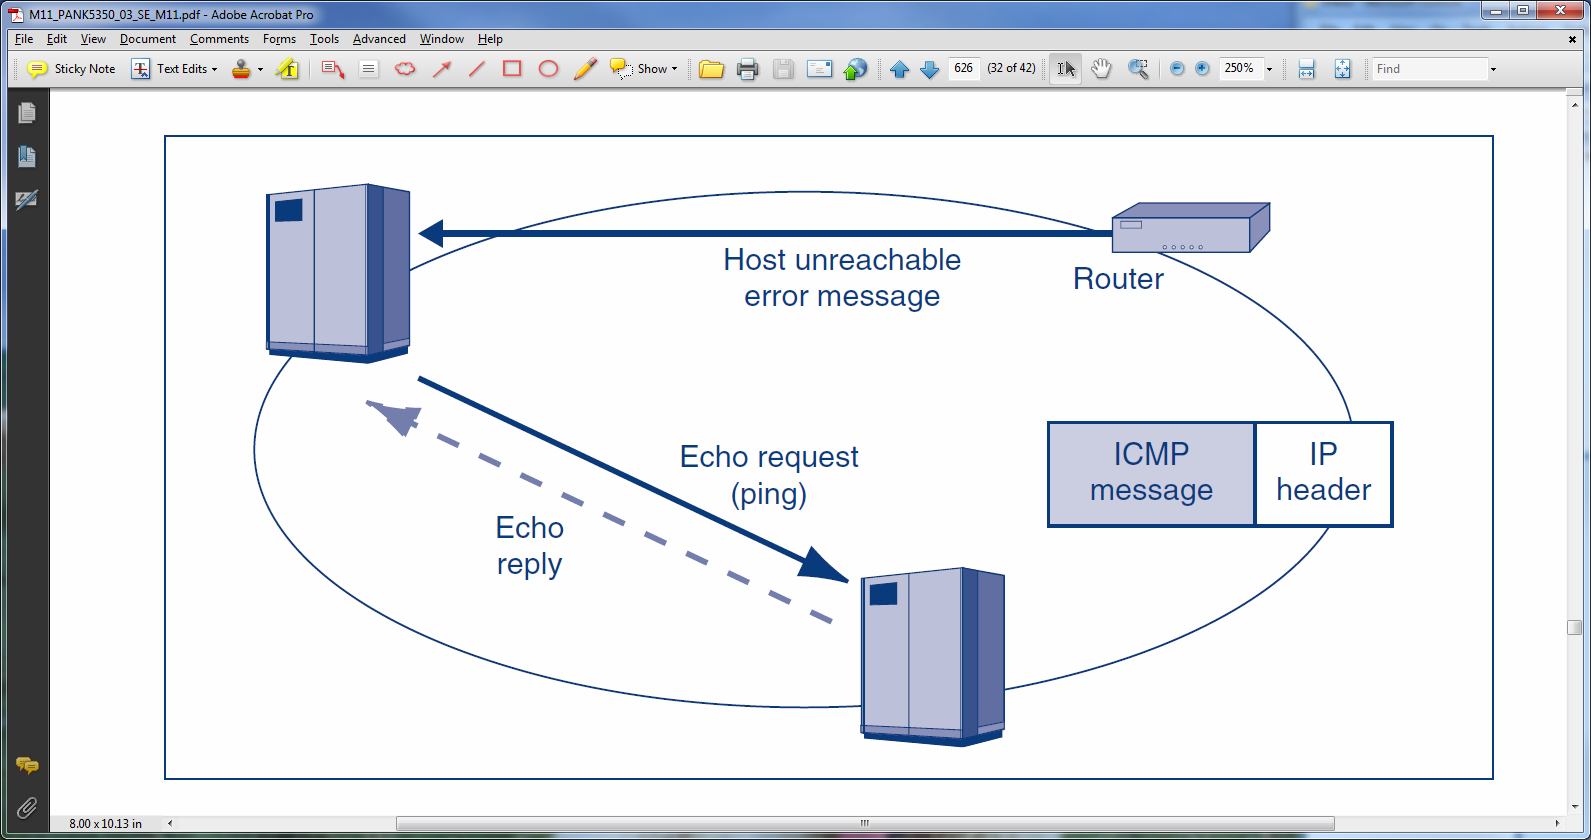 M11_PANK5350_03_SE_M11.pdf - Adobe Acrobat Pro
File Edit View Document Comments Forms Tools Advanced Window Help
Sticky Note Text Edits Show 626 (32 of 42) 250% Find
Host unreachable
error message
Router
ICMP
message
IP
header
Echo request
(ping)
Echo
reply
8.00 x 10.13 in